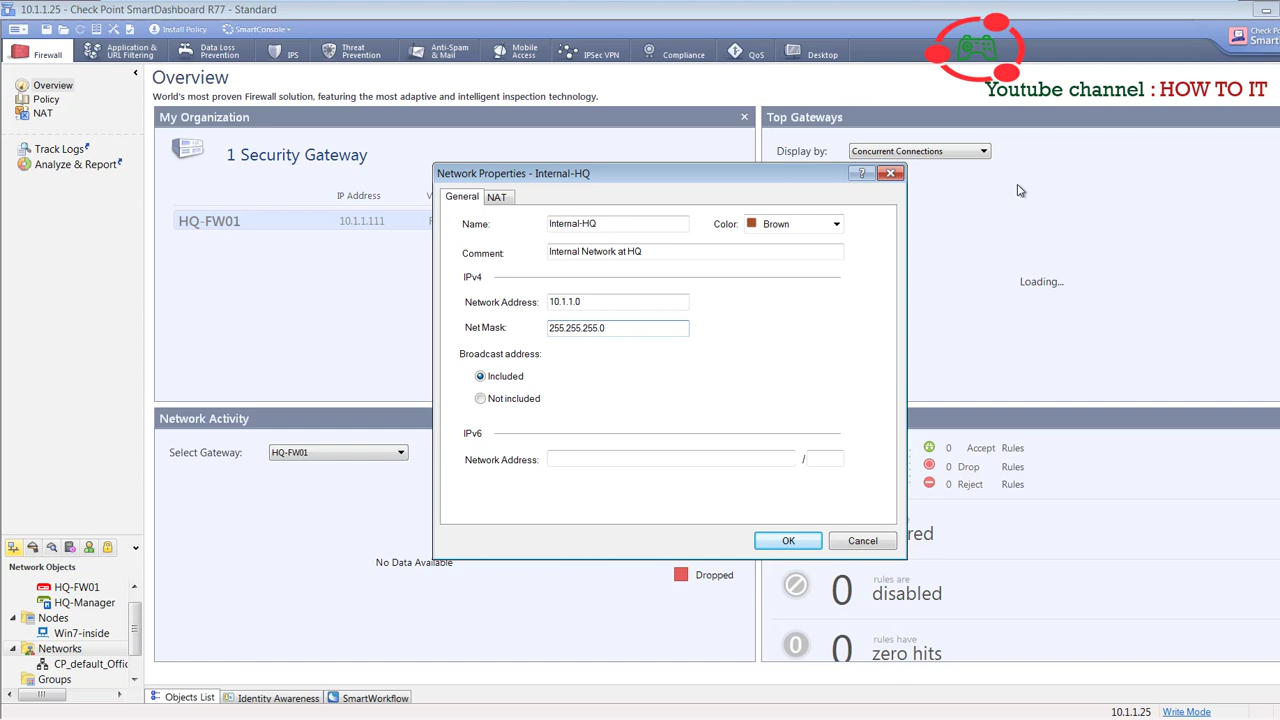 10.1.1.25 - Check Point SmartDashboard R77 - Standard
Install Policy
SmartConsole
Check Po
Smart
Firewall
Application &
URL Filtering
Data Loss
Prevention
IPS
Threat
Prevention
Anti-Spam
& Mail
Mobile
Access
IPSec VPN
Compliance
QoS
Desktop
Youtube channel : HOW TO IT
Overview
Policy
NAT
Track Logs
Analyze & Report
Overview
World's most proven Firewall solution, featuring the most adaptive and intelligent inspection technology.
My Organization
1 Security Gateway
IP Address
HQ-FW01
10.1.1.111
Top Gateways
Display by:
Concurrent Connections
Loading...
Network Properties - Internal-HQ
General
NAT
Name:
Internal-HQ
Color:
Brown
Comment:
Internal Network at HQ
IPv4
Network Address:
10.1.1.0
Net Mask:
255.255.255.0
Broadcast address:
Included
Not included
IPv6
Network Address:
/
OK
Cancel
Network Activity
Select Gateway:
HQ-FW01
No Data Available
Dropped
0 Accept Rules
0 Drop Rules
0 Reject Rules
0
rules are
disabled
0
rules have
zero hits
Network Objects
HQ-FW01
HQ-Manager
Nodes
Win7-inside
Networks
CP_default_Offic
Groups
Objects List
Identity Awareness
SmartWorkflow
10.1.1.25
Write Mode